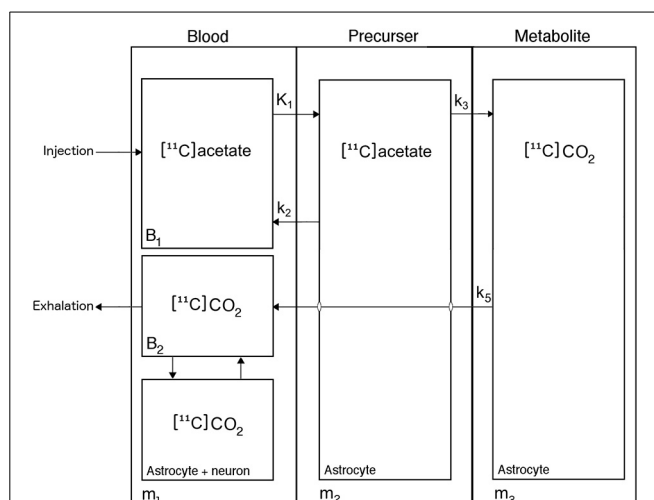 Blood Precurser Metabolite
K₁ k₃
Injection [¹¹C]acetate [¹¹C]acetate [¹¹C]CO₂
k₂
B₁
Exhalation [¹¹C]CO₂ k₅
B₂
[¹¹C]CO₂
Astrocyte + neuron Astrocyte Astrocyte
m₁ m₂ m₃